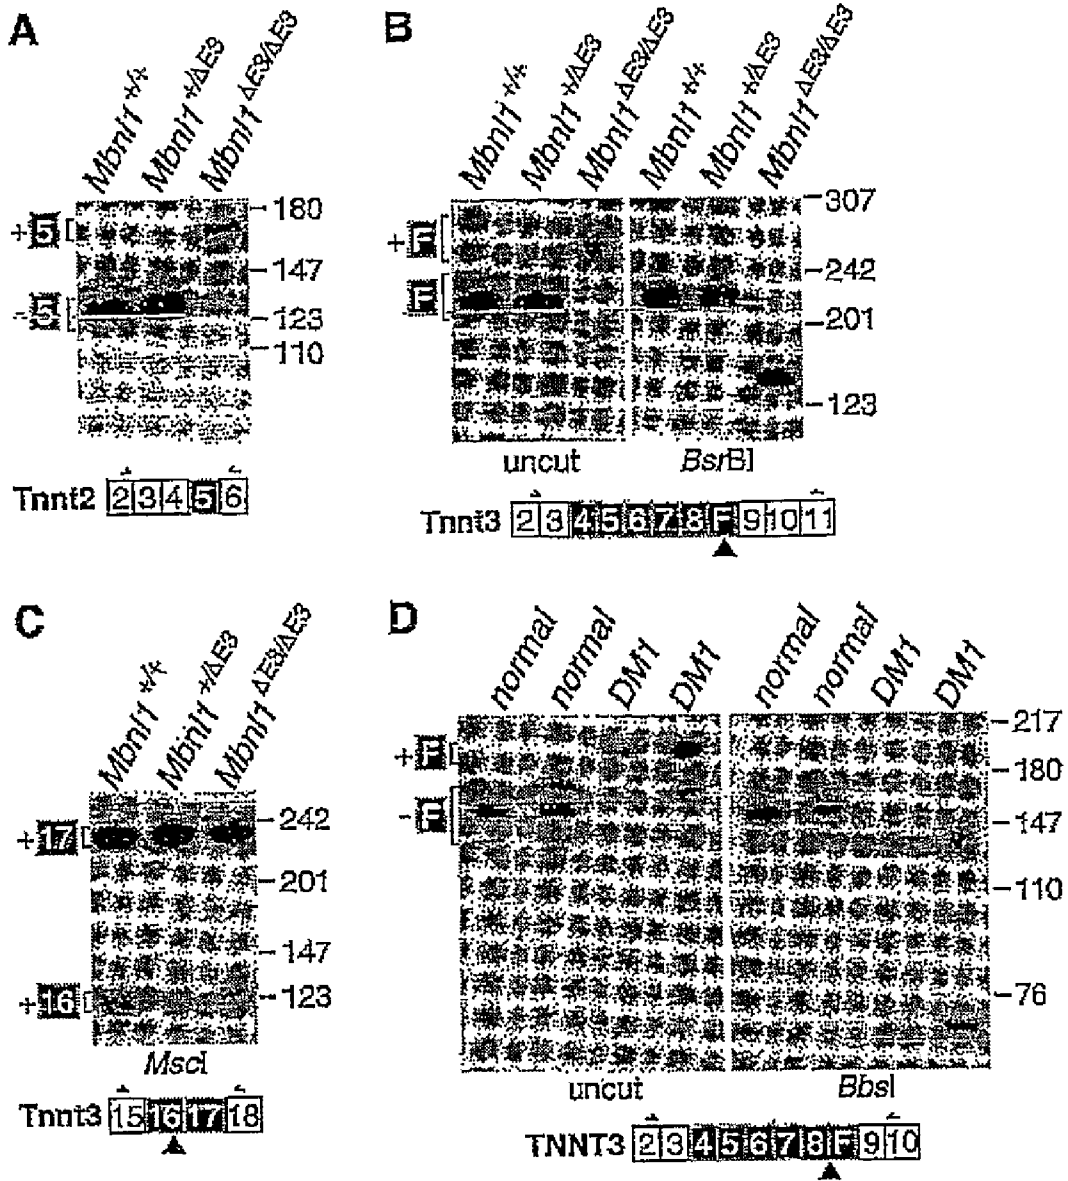 A
Mbnl1 +/+
Mbnl1 +/ΔE3
Mbnl1 ΔE3/ΔE3
+5
-5
180
147
123
110
Tnnt2 2 3 4 5 6
B
Mbnl1 +/+
Mbnl1 +/ΔE3
Mbnl1 ΔE3/ΔE3
Mbnl1 +/+
Mbnl1 +/ΔE3
Mbnl1 ΔE3/ΔE3
+F
-F
307
242
201
123
uncut
BsrBI
Tnnt3 2 3 4 5 6 7 8 F 9 10 11
C
Mbnl1 +/+
Mbnl1 +/ΔE3
Mbnl1 ΔE3/ΔE3
+17
+16
242
201
147
123
MscI
Tnnt3 15 16 17 18
D
normal
normal
DM1
DM1
normal
normal
DM1
DM1
+F
-F
217
180
147
110
76
uncut
BbsI
TNNT3 2 3 4 5 6 7 8 F 9 10